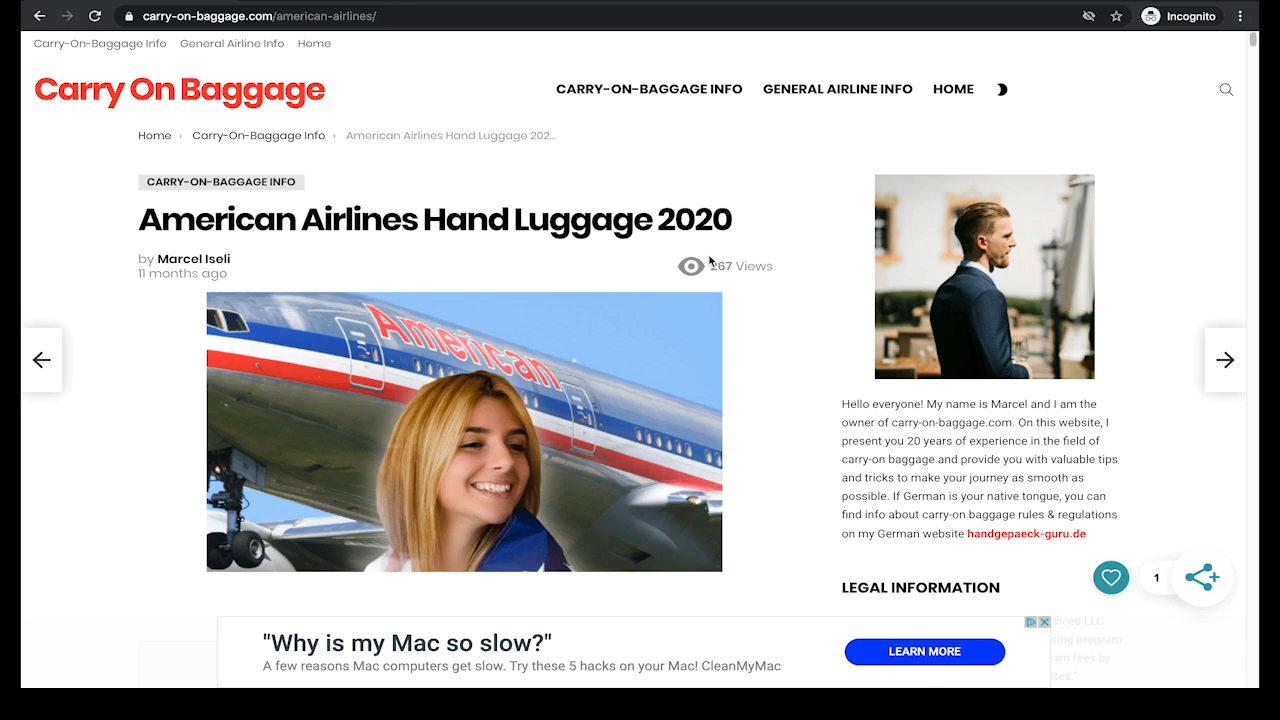 carry-on-baggage.com/american-airlines/
Incognito
Carry-On-Baggage Info General Airline Info Home
Carry On Baggage
CARRY-ON-BAGGAGE INFO GENERAL AIRLINE INFO HOME
Home Carry-On-Baggage Info American Airlines Hand Luggage 202...
CARRY-ON-BAGGAGE INFO
American Airlines Hand Luggage 2020
by Marcel Iseli
11 months ago
267 Views
American
Hello everyone! My name is Marcel and I am the
owner of carry-on-baggage.com. On this website, I
present you 20 years of experience in the field of
carry-on baggage and provide you with valuable tips
and tricks to make your journey as smooth as
possible. If German is your native tongue, you can
find info about carry-on baggage rules & regulations
on my German website handgepaeck-guru.de
LEGAL INFORMATION
1
vices LLC
sing program
arn fees by
ites."
"Why is my Mac so slow?"
A few reasons Mac computers get slow. Try these 5 hacks on your Mac! CleanMyMac
LEARN MORE